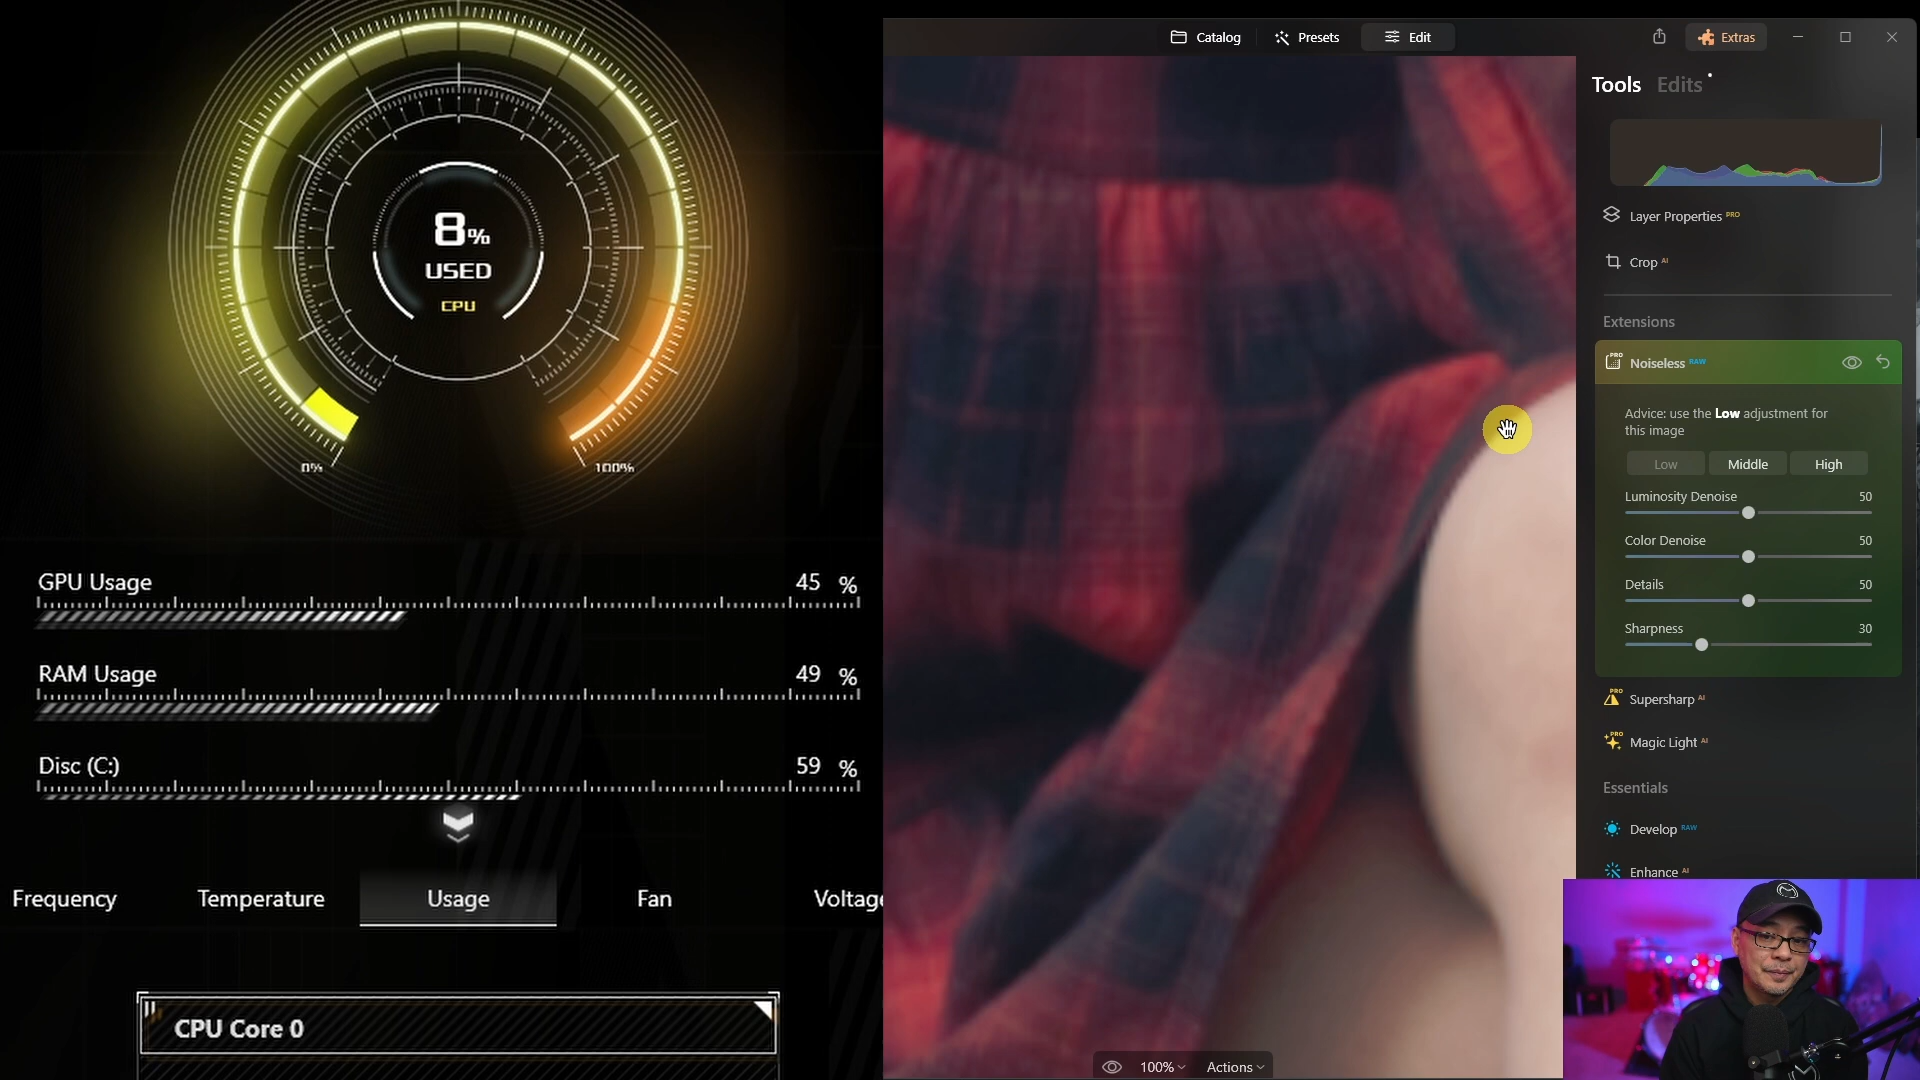 8%
USED
CPU
0%
100%
GPU Usage
45 %
RAM Usage
49 %
Disc (C:)
59 %
Frequency
Temperature
Usage
Fan
Voltage
CPU Core 0
Catalog
Presets
Edit
Extras
Tools
Edits
Layer Properties PRO
Crop AI
Extensions
PRO
Noiseless RAW
Advice: use the Low adjustment for
this image
Low
Middle
High
Luminosity Denoise
50
Color Denoise
50
Details
50
Sharpness
30
PRO
Supersharp AI
PRO
Magic Light AI
Essentials
Develop RAW
Enhance AI
100%
Actions